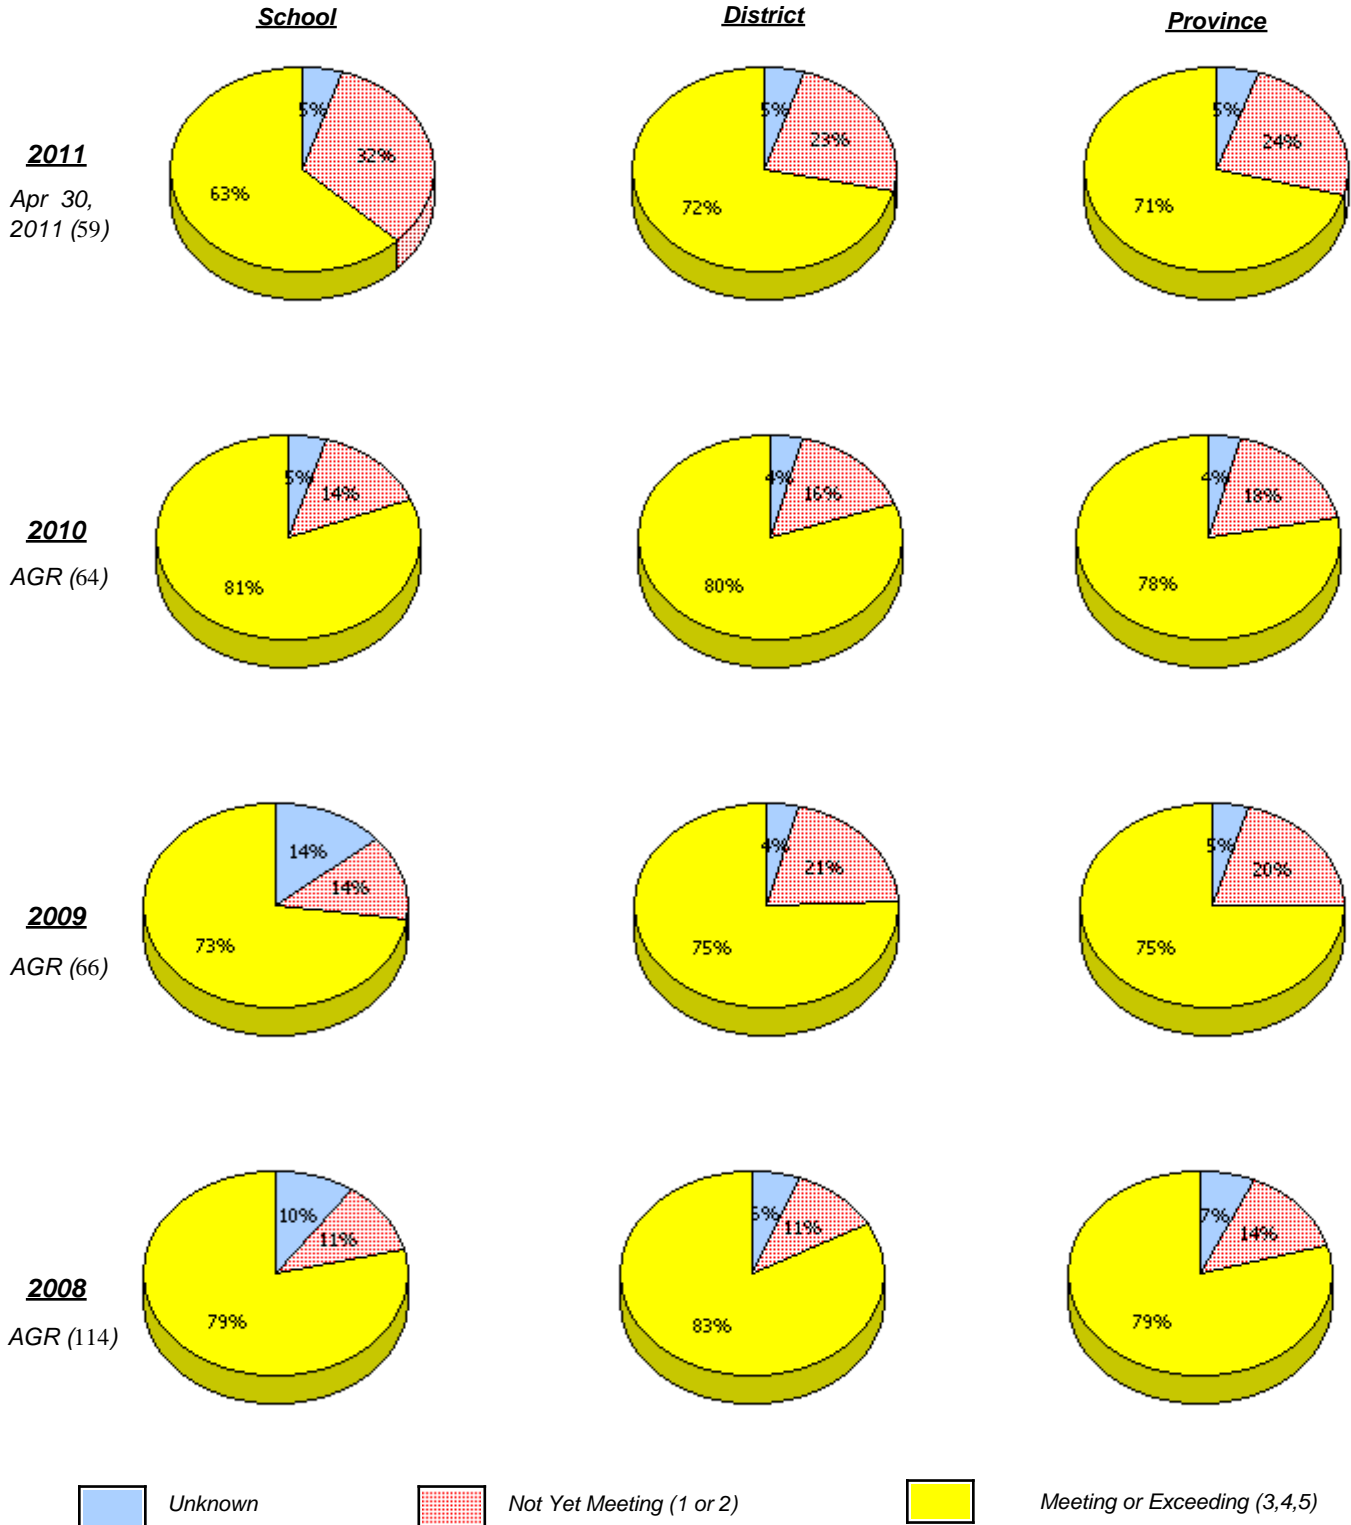 School District Province
5% 32% 63%
5% 23% 72%
5% 24% 71%
2011
Apr 30,
2011 (59)
5% 14% 81%
4% 16% 80%
4% 18% 78%
2010
AGR (64)
14% 14% 73%
4% 21% 75%
5% 20% 75%
2009
AGR (66)
10% 11% 79%
11% 83%
7% 14% 79%
2008
AGR (114)
Unknown Not Yet Meeting (1 or 2) Meeting or Exceeding (3,4,5)